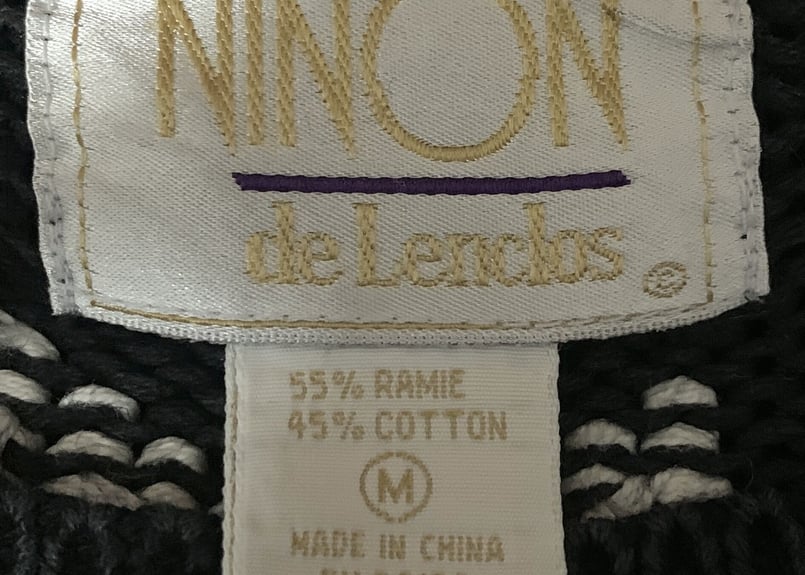 NINON
de Lenclos ®
55% RAMIE
45% COTTON
M
MADE IN CHINA